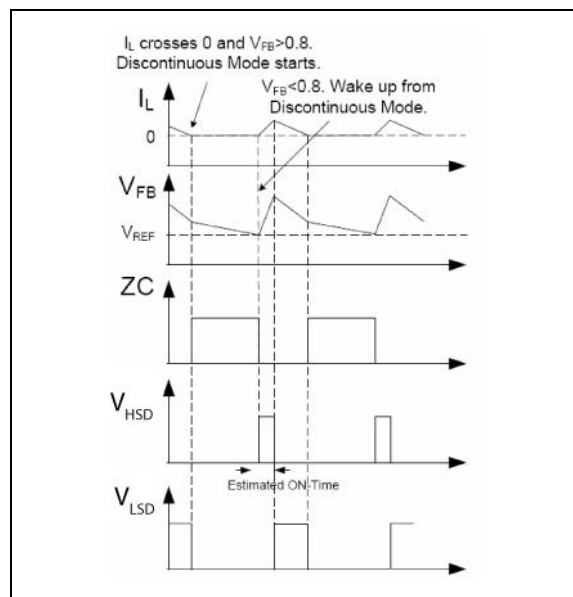 I_L crosses 0 and V_FB>0.8.
Discontinuous Mode starts.
V_FB<0.8. Wake up from
Discontinuous Mode.
I_L
0
V_FB
V_REF
ZC
V_HSD
Estimated ON-Time
V_LSD